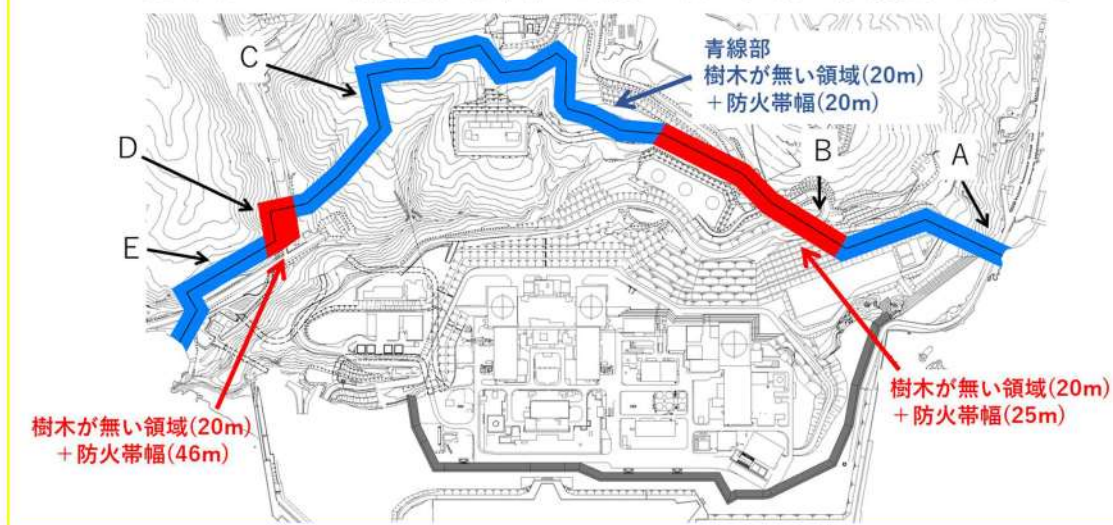 C
青線部
樹木が無い領域(20m)
＋防火帯幅(20m)
D
B
A
E
樹木が無い領域(20m)
＋防火帯幅(46m)
樹木が無い領域(20m)
＋防火帯幅(25m)